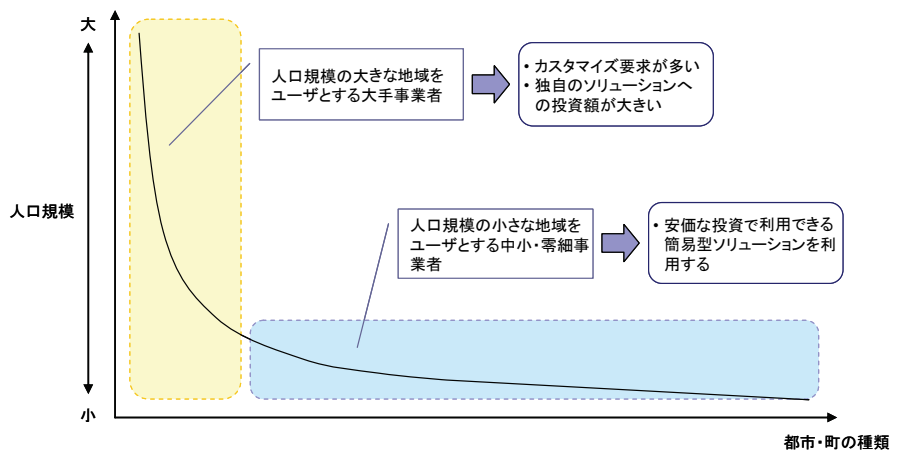 大
人口規模の大きな地域を
ユーザとする大手事業者
• カスタマイズ要求が多い
• 独自のソリューションへ
の投資額が大きい
人口規模
人口規模の小さな地域を
ユーザとする中小・零細事
業者
• 安価な投資で利用できる
簡易型ソリューションを利
用する
小
都市・町の種類